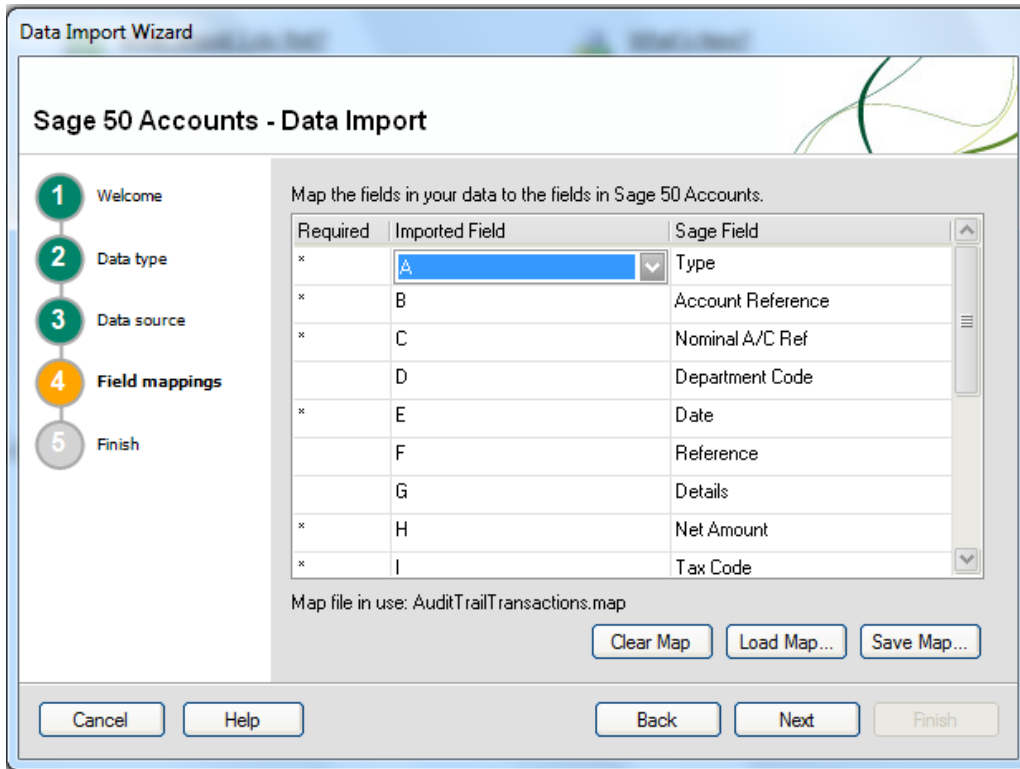 Data Import Wizard
Sage 50 Accounts - Data Import
1 Welcome
2 Data type
3 Data source
4 Field mappings
5 Finish
Map the fields in your data to the fields in Sage 50 Accounts.
Required Imported Field Sage Field
* A Type
* B Account Reference
* C Nominal A/C Ref
D Department Code
* E Date
F Reference
G Details
* H Net Amount
* I Tax Code
Map file in use: AuditTrailTransactions.map
Clear Map Load Map... Save Map...
Cancel Help Back Next Finish